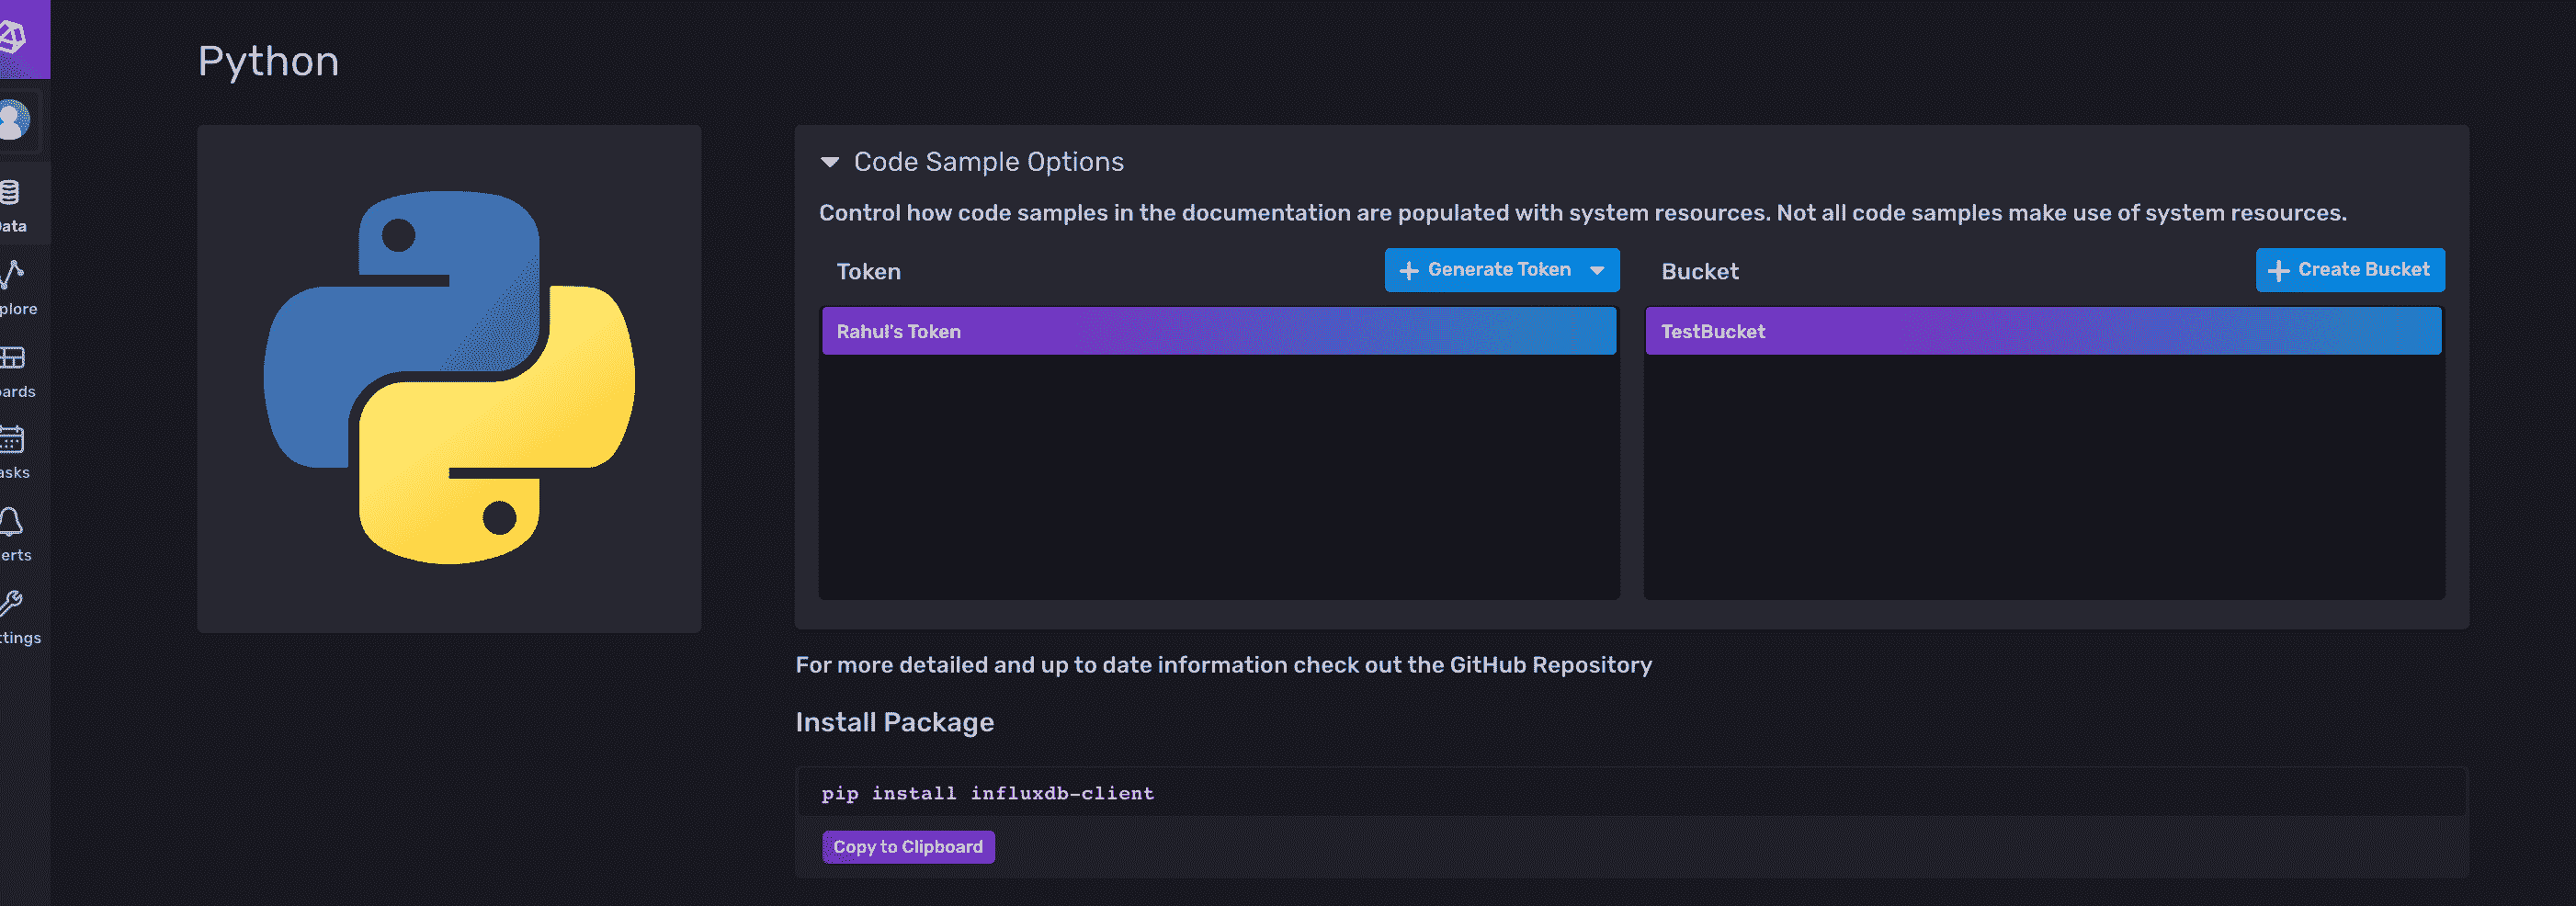 Python
Data
plore
ards
asks
erts
ttings
Code Sample Options
Control how code samples in the documentation are populated with system resources. Not all code samples make use of system resources.
Token
Generate Token
Rahul's Token
Bucket
Create Bucket
TestBucket
For more detailed and up to date information check out the GitHub Repository
Install Package
pip install influxdb-client
Copy to Clipboard